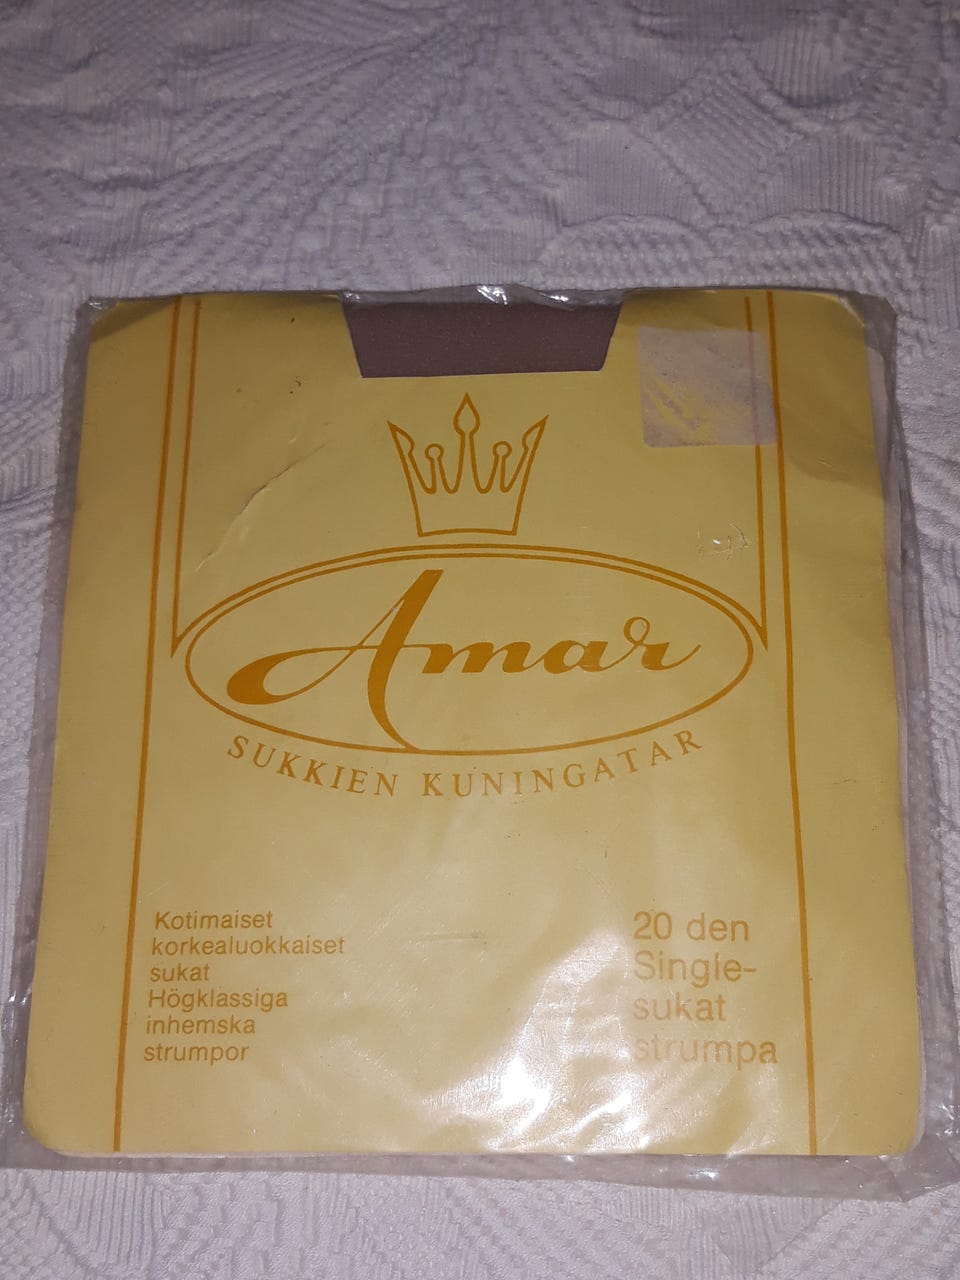 Amar
SUKKIEN KUNINGATAR
Kotimaiset
korkealuokkaiset
sukat
Högklassiga
inhemska
strumpor
20 den
Single-
sukat
strumpa